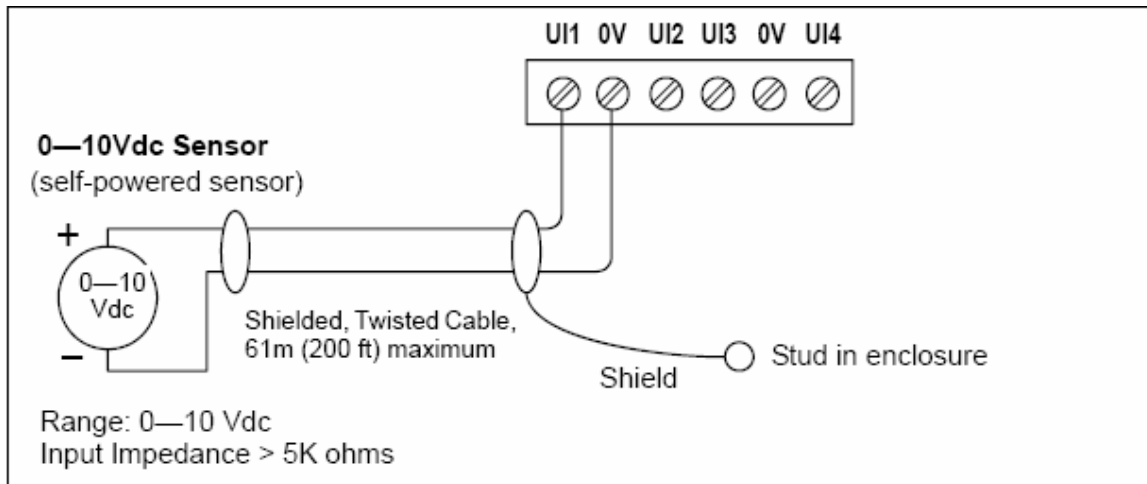 UI1 0V UI2 UI3 0V UI4
0—10Vdc Sensor
(self-powered sensor)
+
0—10
Vdc
−
Shielded, Twisted Cable,
61m (200 ft) maximum
Shield
Stud in enclosure
Range: 0—10 Vdc
Input Impedance > 5K ohms